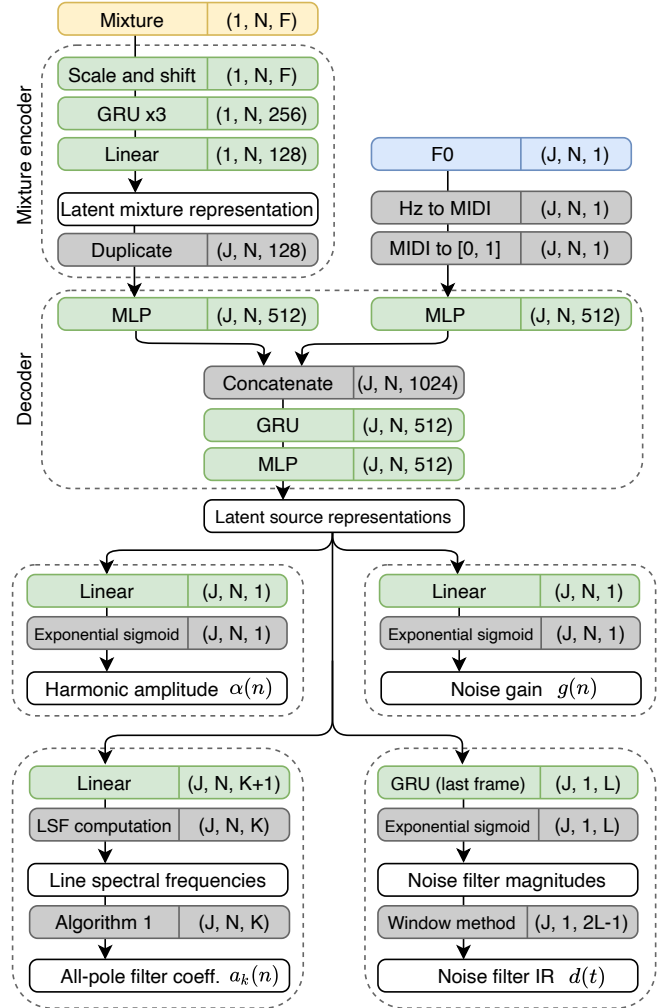 Mixture (1, N, F)
Mixture encoder
Scale and shift (1, N, F)
GRU x3 (1, N, 256)
Linear (1, N, 128)
Latent mixture representation
Duplicate (J, N, 128)
F0 (J, N, 1)
Hz to MIDI (J, N, 1)
MIDI to [0, 1] (J, N, 1)
Decoder
MLP (J, N, 512)
MLP (J, N, 512)
Concatenate (J, N, 1024)
GRU (J, N, 512)
MLP (J, N, 512)
Latent source representations
Linear (J, N, 1)
Exponential sigmoid (J, N, 1)
Harmonic amplitude α(n)
Linear (J, N, 1)
Exponential sigmoid (J, N, 1)
Noise gain g(n)
Linear (J, N, K+1)
LSF computation (J, N, K)
Line spectral frequencies
Algorithm 1 (J, N, K)
All-pole filter coeff. aₖ(n)
GRU (last frame) (J, 1, L)
Exponential sigmoid (J, 1, L)
Noise filter magnitudes
Window method (J, 1, 2L-1)
Noise filter IR d(t)